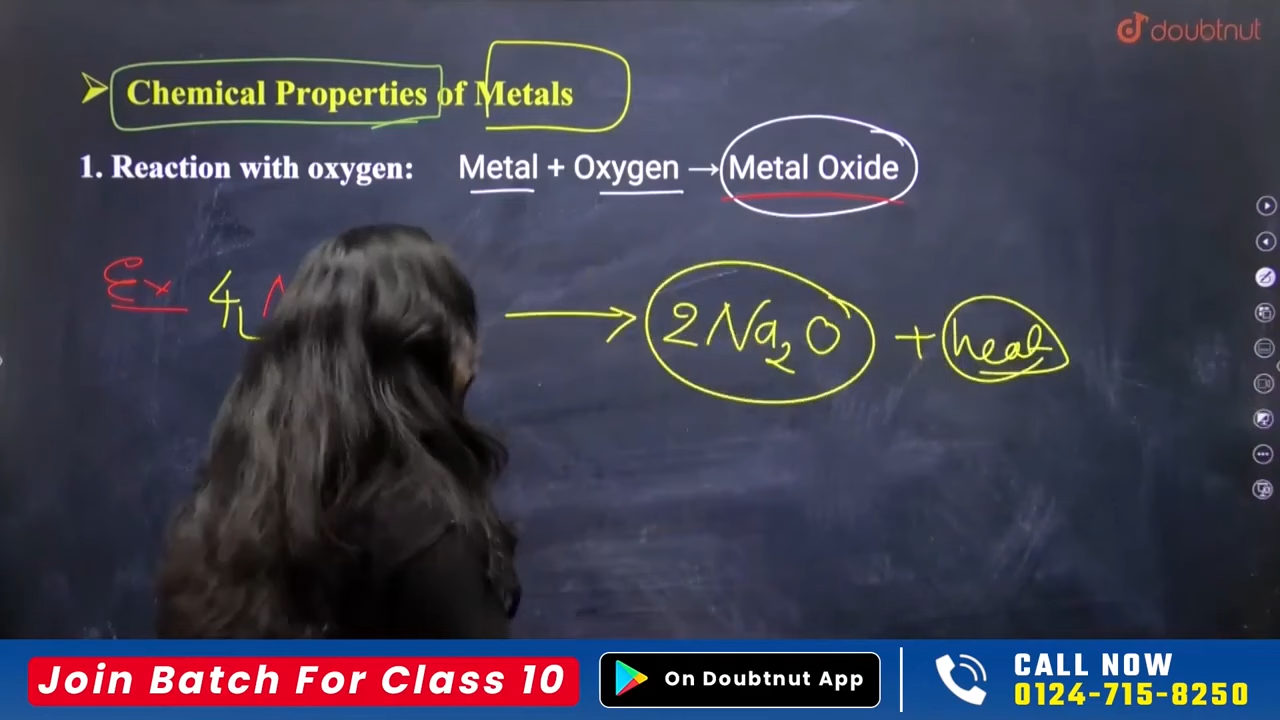 doubtnut
➢ Chemical Properties of Metals
1. Reaction with oxygen: Metal + Oxygen → Metal Oxide
Ex 4 → 2Na₂O + heat
Join Batch For Class 10
On Doubtnut App
CALL NOW
0124-715-8250